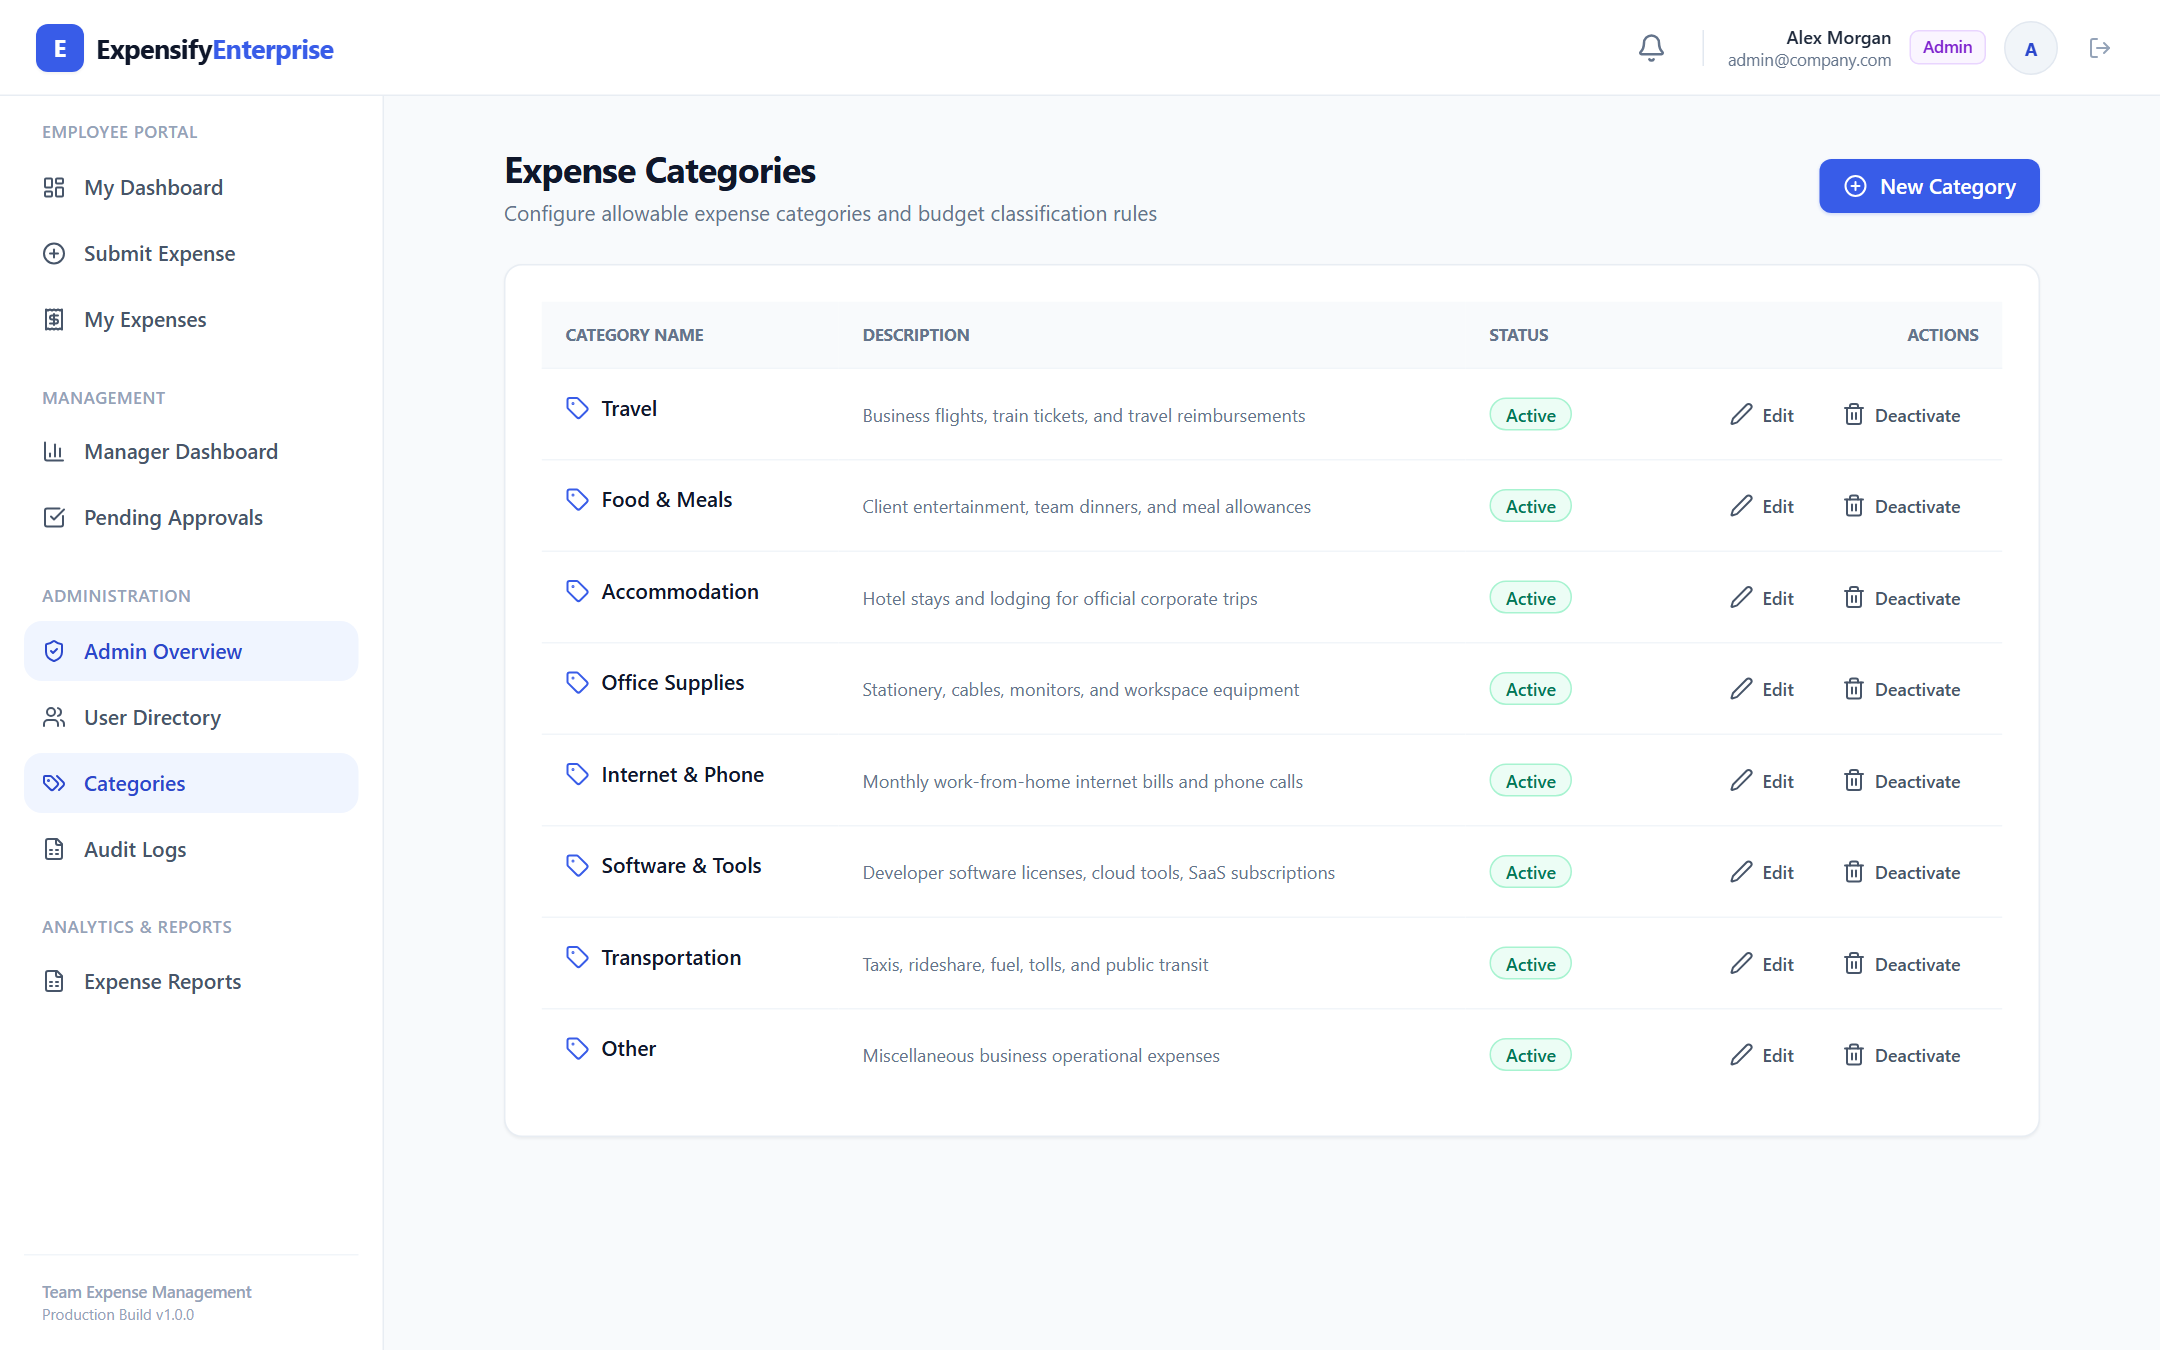 E ExpensifyEnterprise
Alex Morgan
admin@company.com
Admin
A
EMPLOYEE PORTAL
My Dashboard
Submit Expense
My Expenses
MANAGEMENT
Manager Dashboard
Pending Approvals
ADMINISTRATION
Admin Overview
User Directory
Categories
Audit Logs
ANALYTICS & REPORTS
Expense Reports
Team Expense Management
Production Build v1.0.0
Expense Categories
Configure allowable expense categories and budget classification rules
New Category
CATEGORY NAME DESCRIPTION STATUS ACTIONS
Travel Business flights, train tickets, and travel reimbursements Active Edit Deactivate
Food & Meals Client entertainment, team dinners, and meal allowances Active Edit Deactivate
Accommodation Hotel stays and lodging for official corporate trips Active Edit Deactivate
Office Supplies Stationery, cables, monitors, and workspace equipment Active Edit Deactivate
Internet & Phone Monthly work-from-home internet bills and phone calls Active Edit Deactivate
Software & Tools Developer software licenses, cloud tools, SaaS subscriptions Active Edit Deactivate
Transportation Taxis, rideshare, fuel, tolls, and public transit Active Edit Deactivate
Other Miscellaneous business operational expenses Active Edit Deactivate